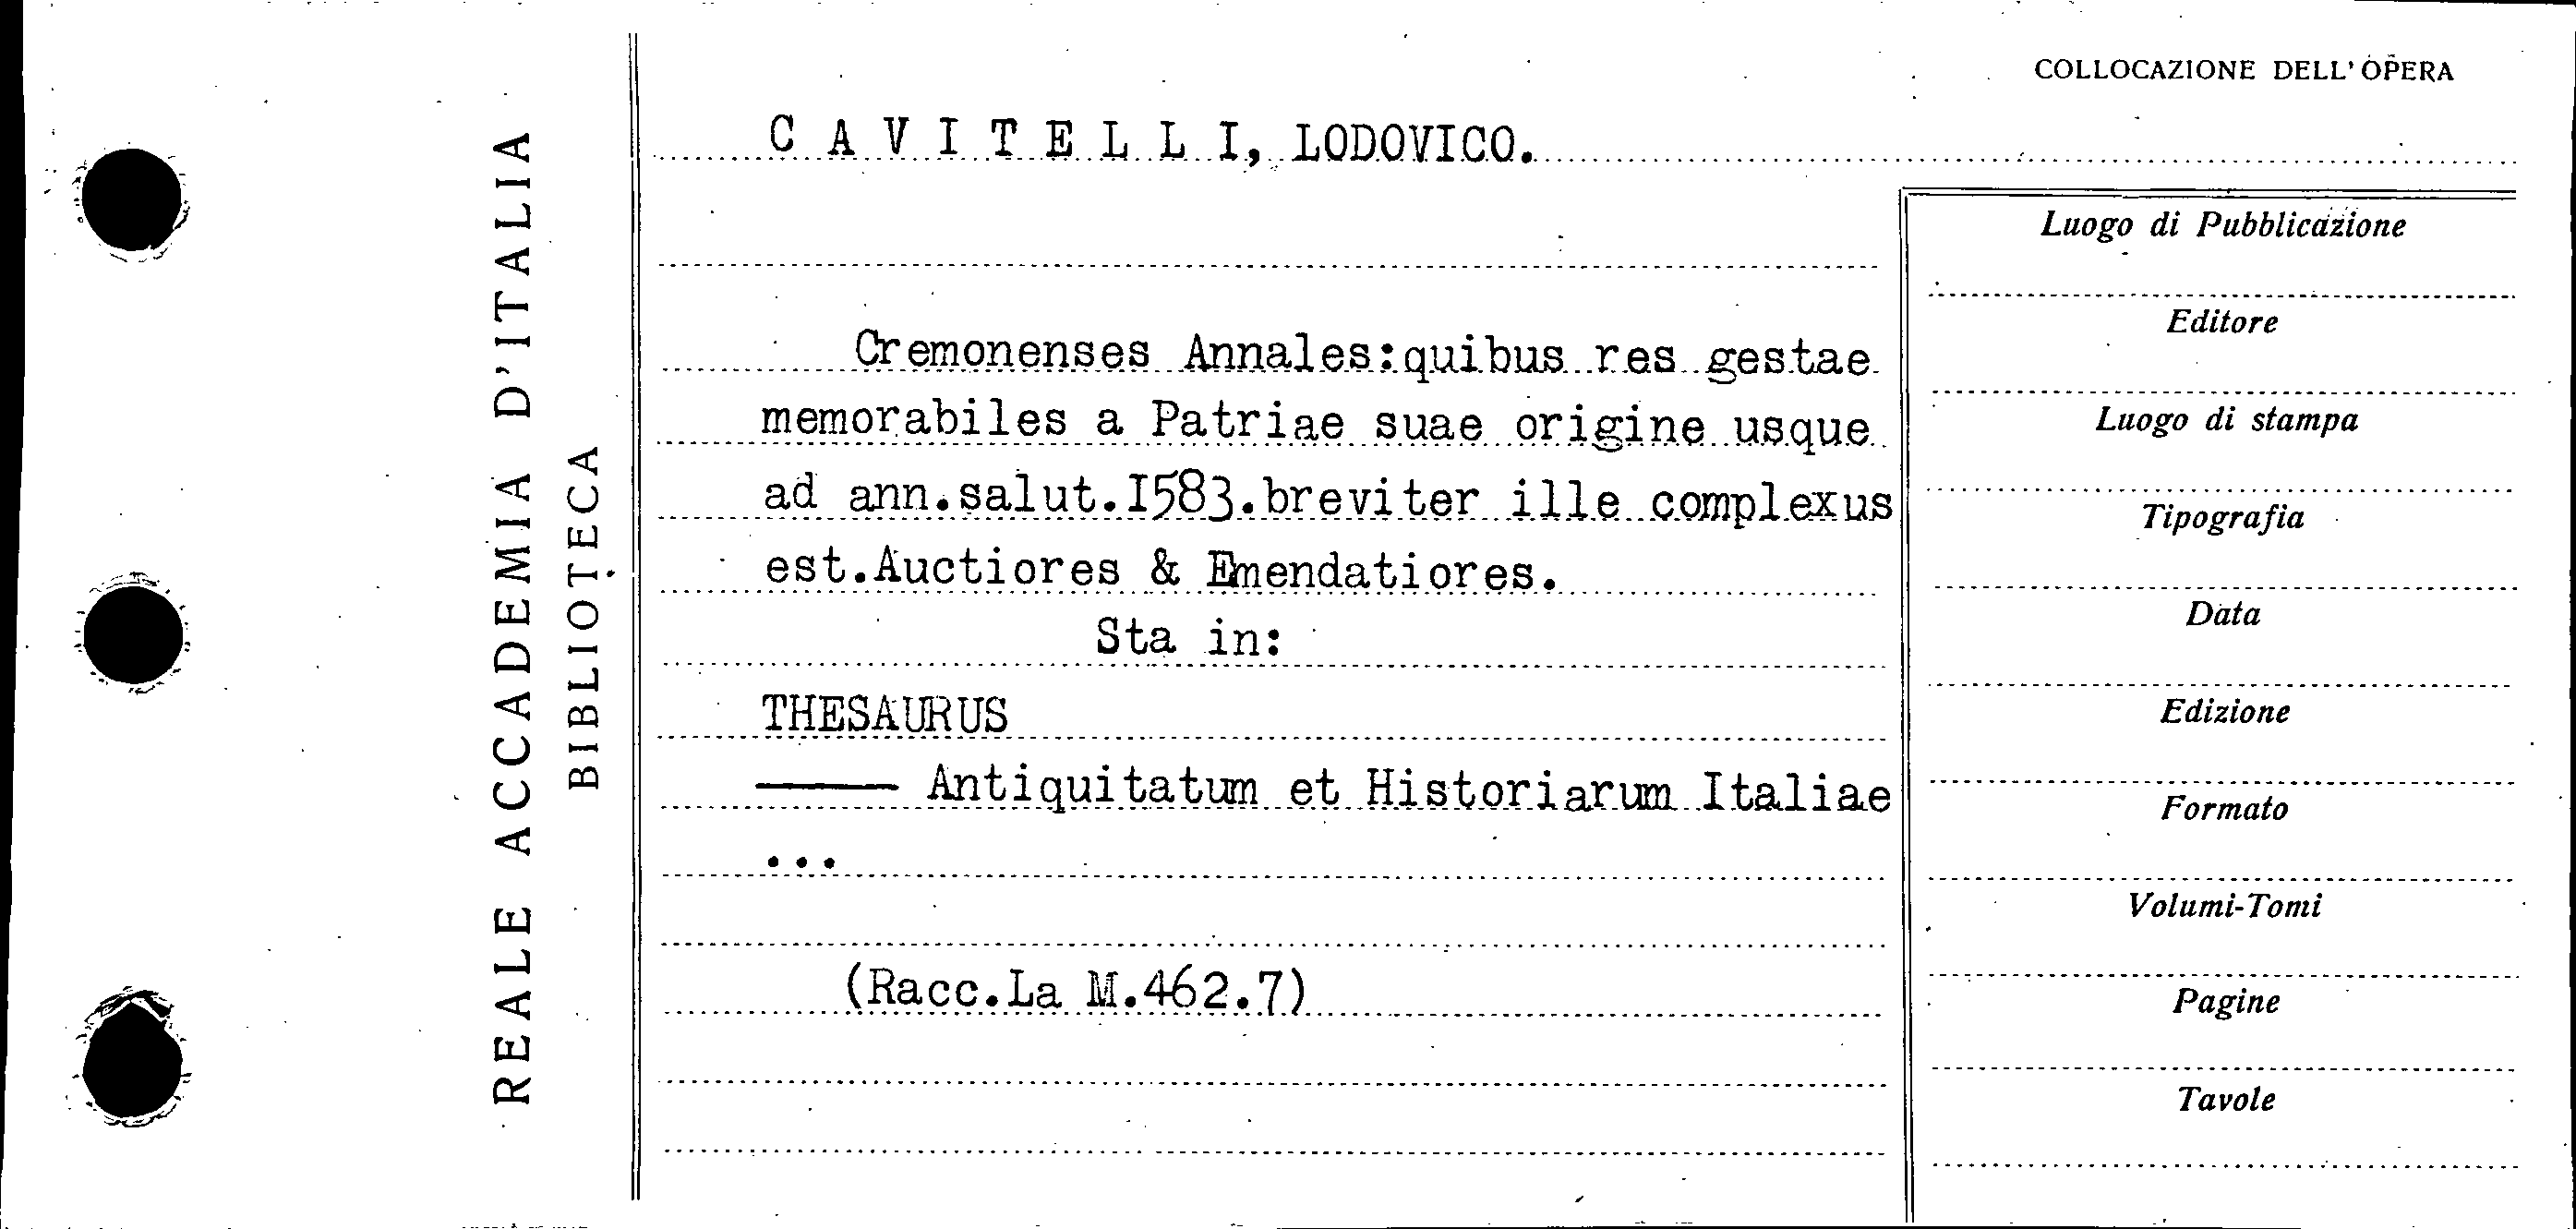 REALE ACCADEMIA D'ITALIA
BIBLIOTECA
COLLOCAZIONE DELL'OPERA
CAVITELLI, LODOVICO.
Cremonenses Annales:quibus res gestae
memorabiles a Patriae suae origine usque
ad ann.salut.I583.breviter ille complexus
est.Auctiores & Emendatiores.
Sta in:
THESAURUS
——— Antiquitatum et Historiarum Italiae
...
(Racc.La M.462.7)
Luogo di Pubblicazione
Editore
Luogo di stampa
Tipografia
Data
Edizione
Formato
Volumi-Tomi
Pagine
Tavole